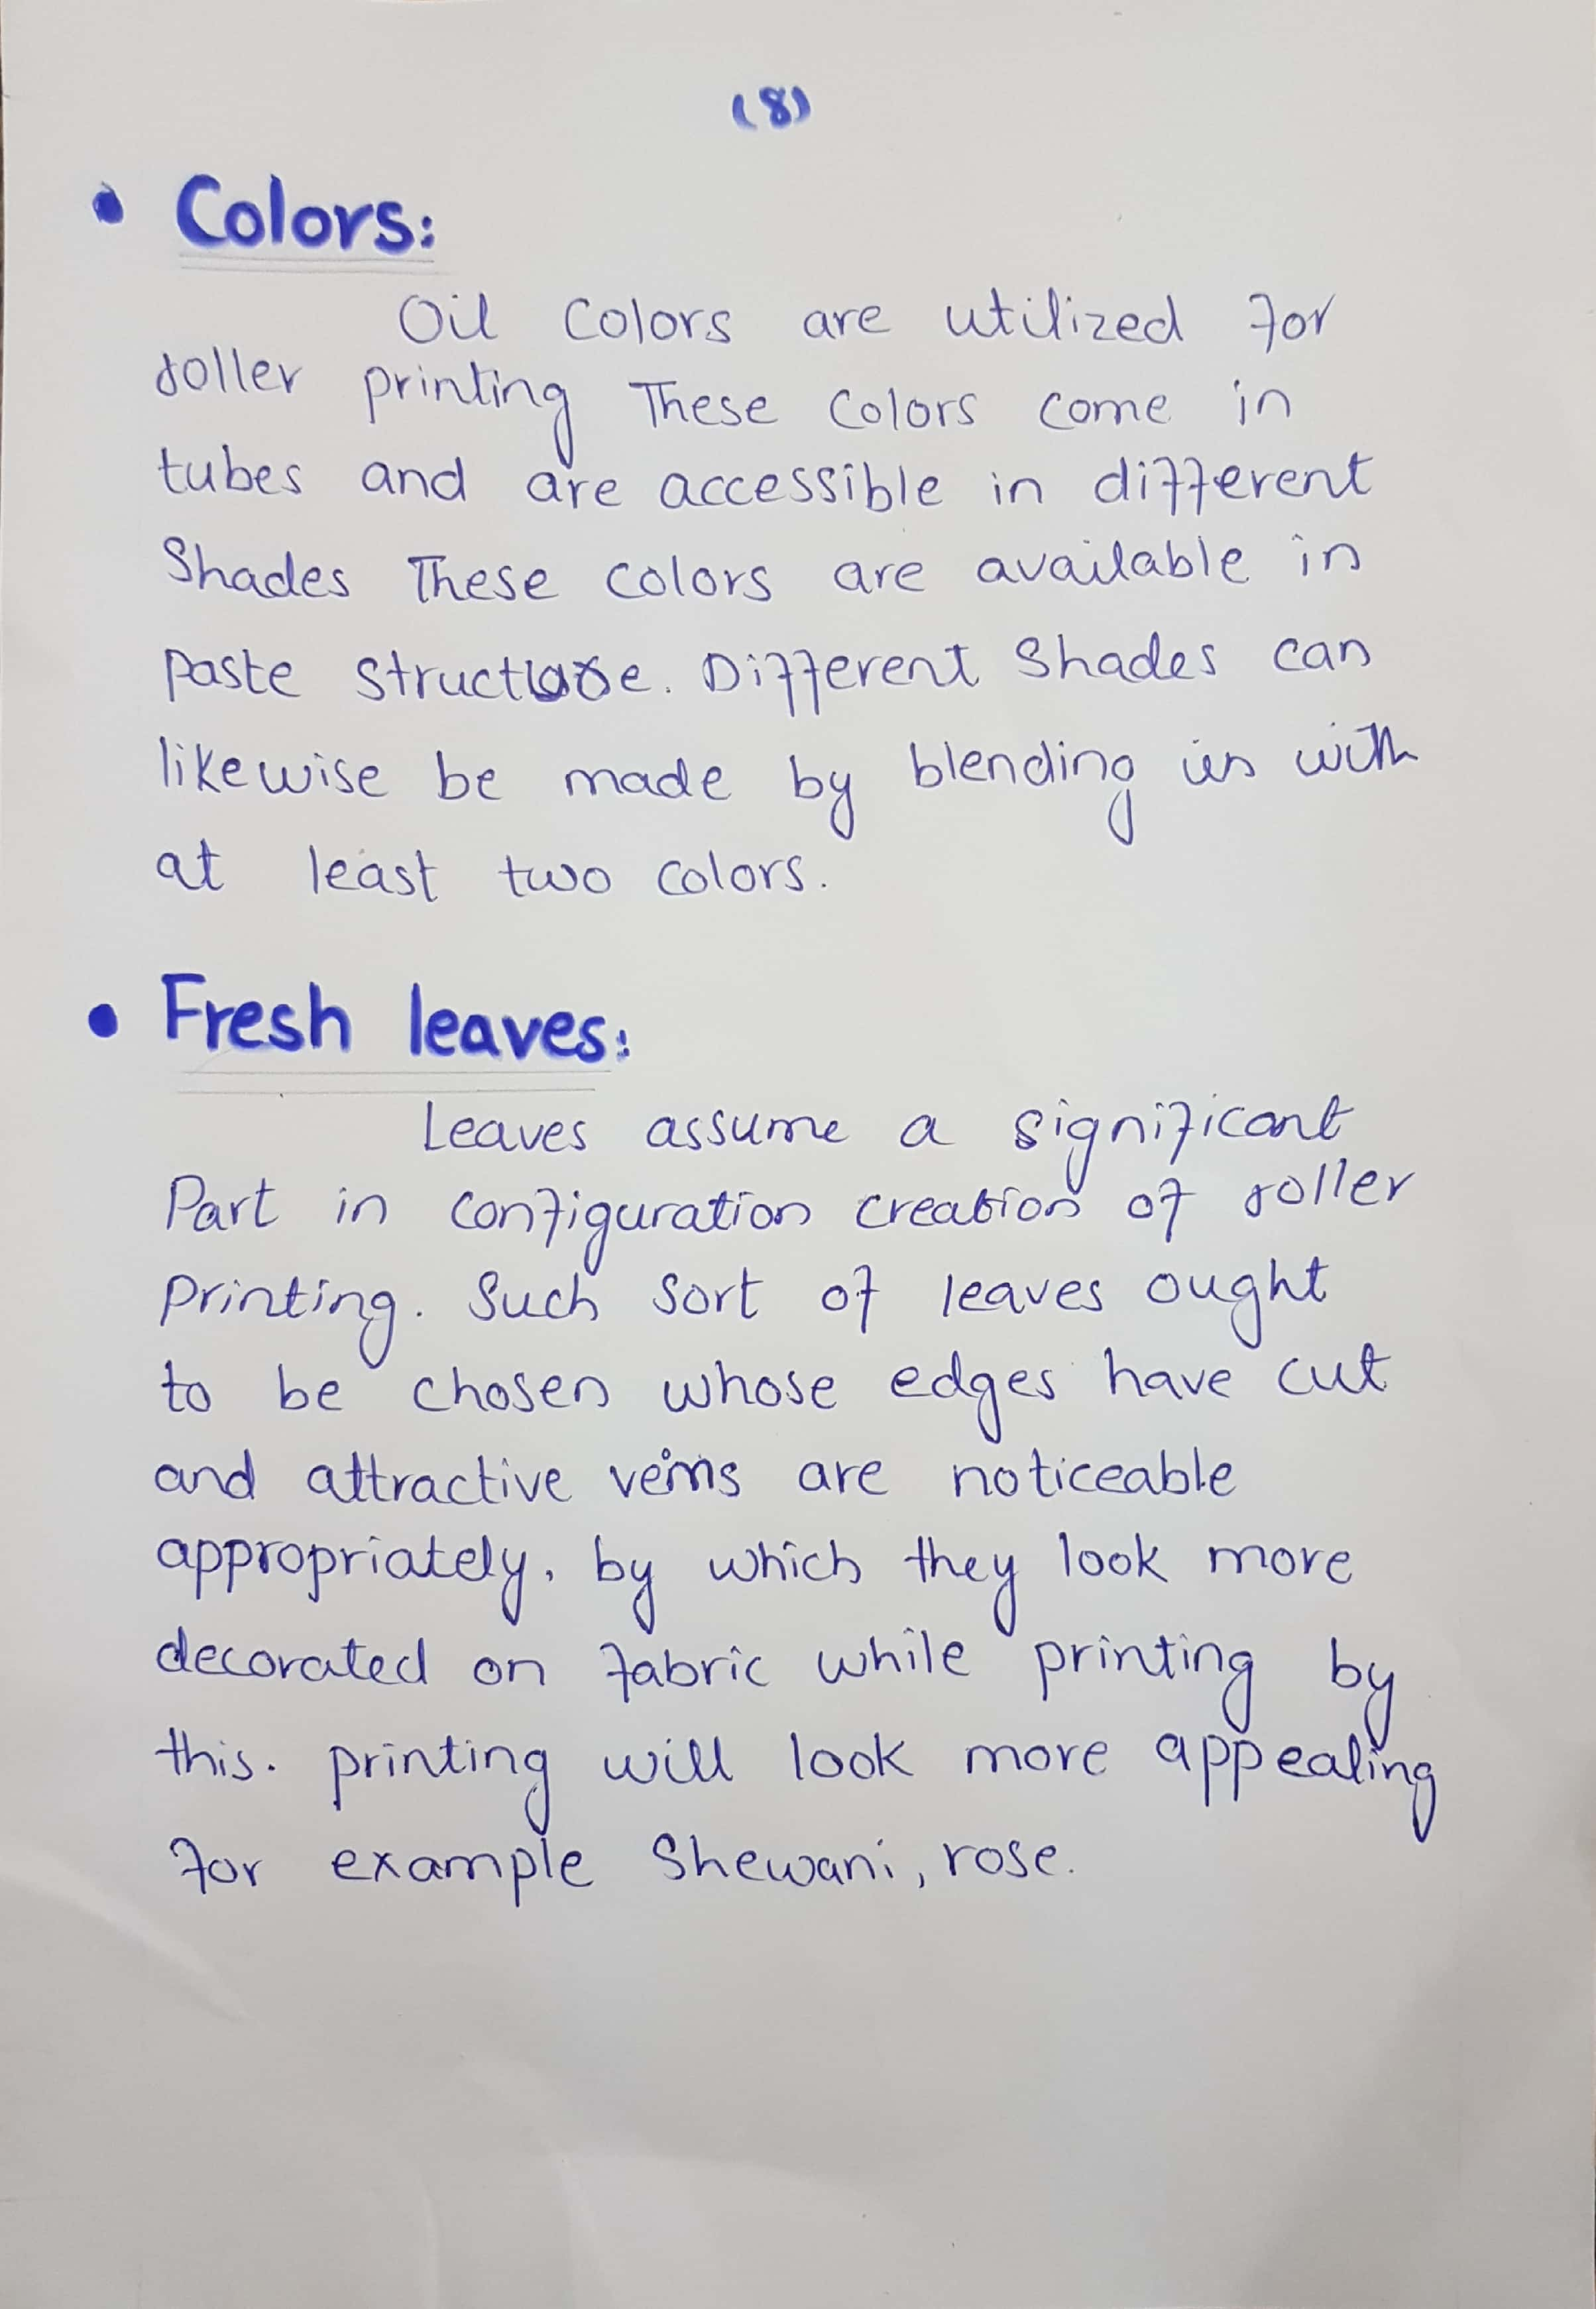 (8)
• Colors:
Oil Colors are utilized for
roller printing These colors come in
tubes and are accessible in different
Shades These colors are available in
Paste structure. Different Shades can
likewise be made by blending in with
at least two colors.
• Fresh leaves:
Leaves assume a significant
Part in configuration creation of roller
Printing. Such sort of leaves ought
to be chosen whose edges have cut
and attractive veins are noticeable
appropriately. by which they look more
decorated on fabric while printing by
this. printing will look more appealing
for example Shewani, rose.